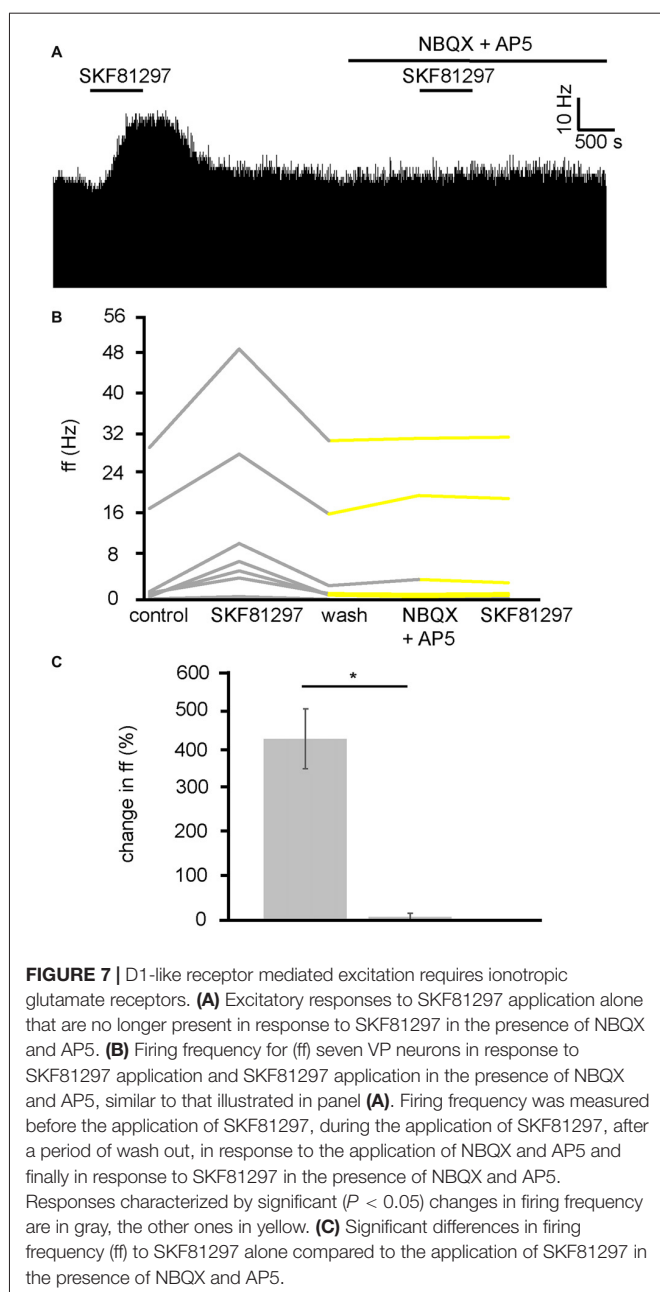 A
NBQX + AP5
SKF81297
SKF81297
10 Hz
500 s
B
56
48
40
32
24
16
8
0
ff (Hz)
control SKF81297 wash NBQX + AP5 SKF81297
C
600
500
400
300
200
100
0
change in ff (%)
*
FIGURE 7 | D1-like receptor mediated excitation requires ionotropic
glutamate receptors. (A) Excitatory responses to SKF81297 application alone
that are no longer present in response to SKF81297 in the presence of NBQX
and AP5. (B) Firing frequency for (ff) seven VP neurons in response to
SKF81297 application and SKF81297 application in the presence of NBQX
and AP5, similar to that illustrated in panel (A). Firing frequency was measured
before the application of SKF81297, during the application of SKF81297, after
a period of wash out, in response to the application of NBQX and AP5 and
finally in response to SKF81297 in the presence of NBQX and AP5.
Responses characterized by significant (P < 0.05) changes in firing frequency
are in gray, the other ones in yellow. (C) Significant differences in firing
frequency (ff) to SKF81297 alone compared to the application of SKF81297 in
the presence of NBQX and AP5.